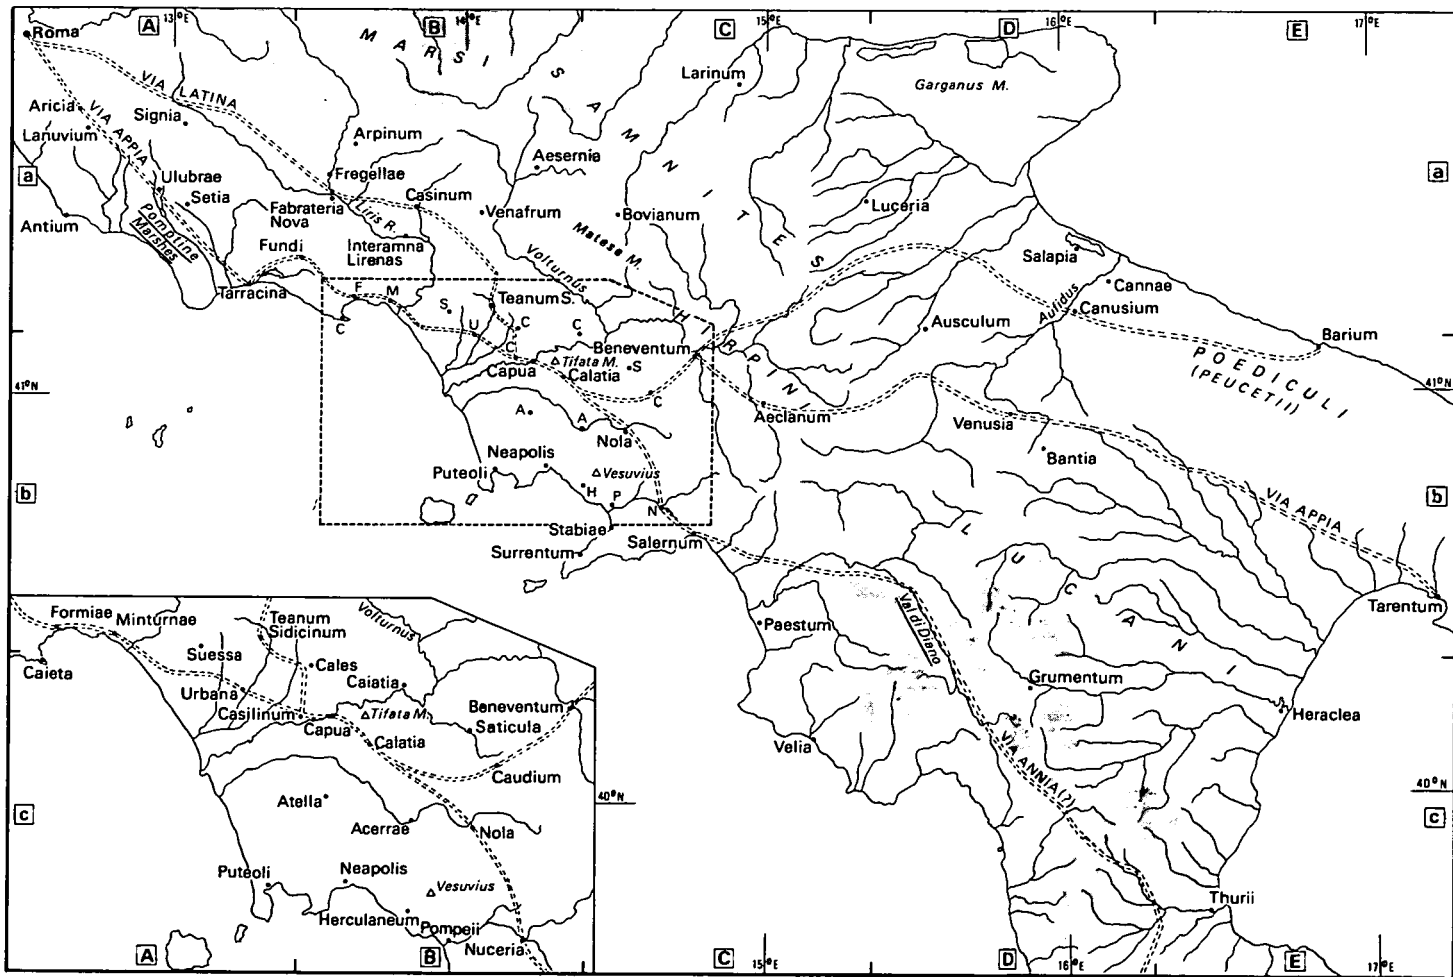 A
13°E
B
14°E
C
15°E
D
16°E
E
17°E
Roma
MARSI
SAMNITES
Larinum
Garganus M.
VIA LATINA
Aricia
VIA APPIA
Signia
Lanuvium
Arpinum
Aesernia
a
a
Ulubrae
Fregellae
Setia
Casinum
Luceria
Antium
Pomptine
Marshes
Fabrateria
Nova
Liris R.
Venafrum
Bovianum
Fundi
Interamna
Lirenas
Matese M.
Volturnus
Salapia
Tarracina
F
M
S
Teanum S.
Cannae
C
U
C
C
HIRPINI
Aufidus
Canusium
C
Ausculum
Barium
Beneventum
Capua
Tifata M.
S
Calatia
POEDICULI
(PEUCETII)
41°N
41°N
C
Aeclanum
A
A
Nola
Venusia
Neapolis
Bantia
Puteoli
Vesuvius
b
H
P
N
VIA APPIA
b
Stabiae
Surrentum
Salernum
LUCANI
Tarentum
Val di Diano
Paestum
Grumentum
Heraclea
Velia
VIA ANNIA(?)
40°N
40°N
Formiae
Minturnae
Teanum
Sidicinum
Volturnus
Suessa
Cales
Caieta
Caiatia
Urbana
Beneventum
Casilinum
Tifata M.
Saticula
Capua
Calatia
Caudium
c
Atella
c
Acerrae
Nola
Puteoli
Neapolis
Vesuvius
Herculaneum
Pompeii
Thurii
Nuceria
A
B
C
15°E
D
16°E
E
17°E